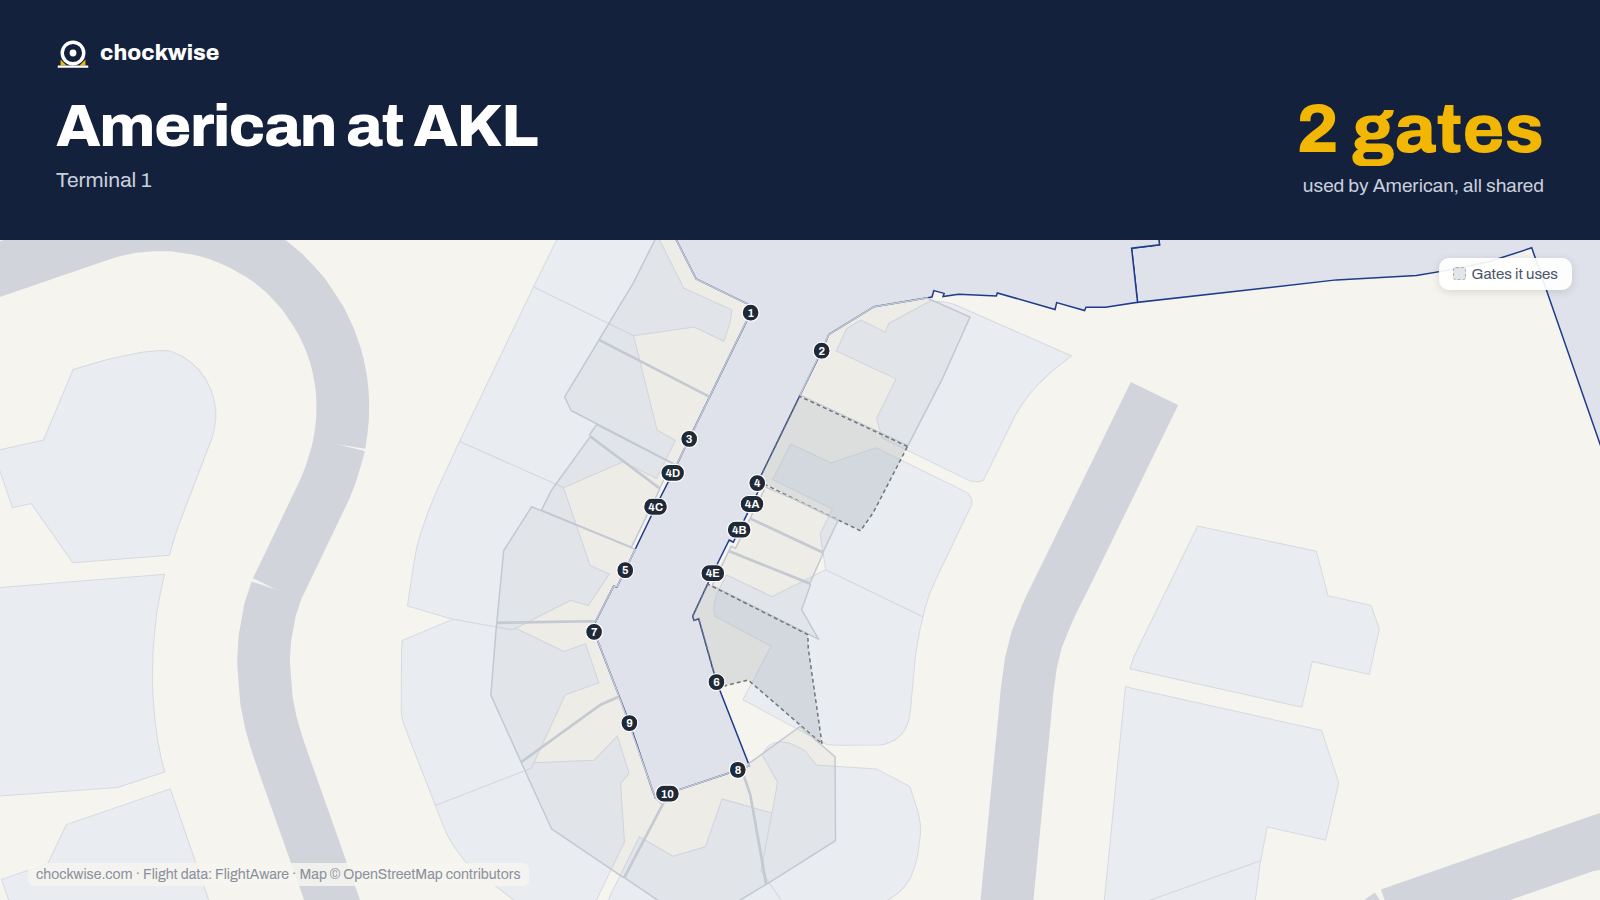 chockwise
American at AKL
Terminal 1
2 gates
used by American, all shared
Gates it uses
1
2
3
4D
4
4C
4A
4B
5
4E
7
6
9
8
10
chockwise.com · Flight data: FlightAware · Map © OpenStreetMap contributors